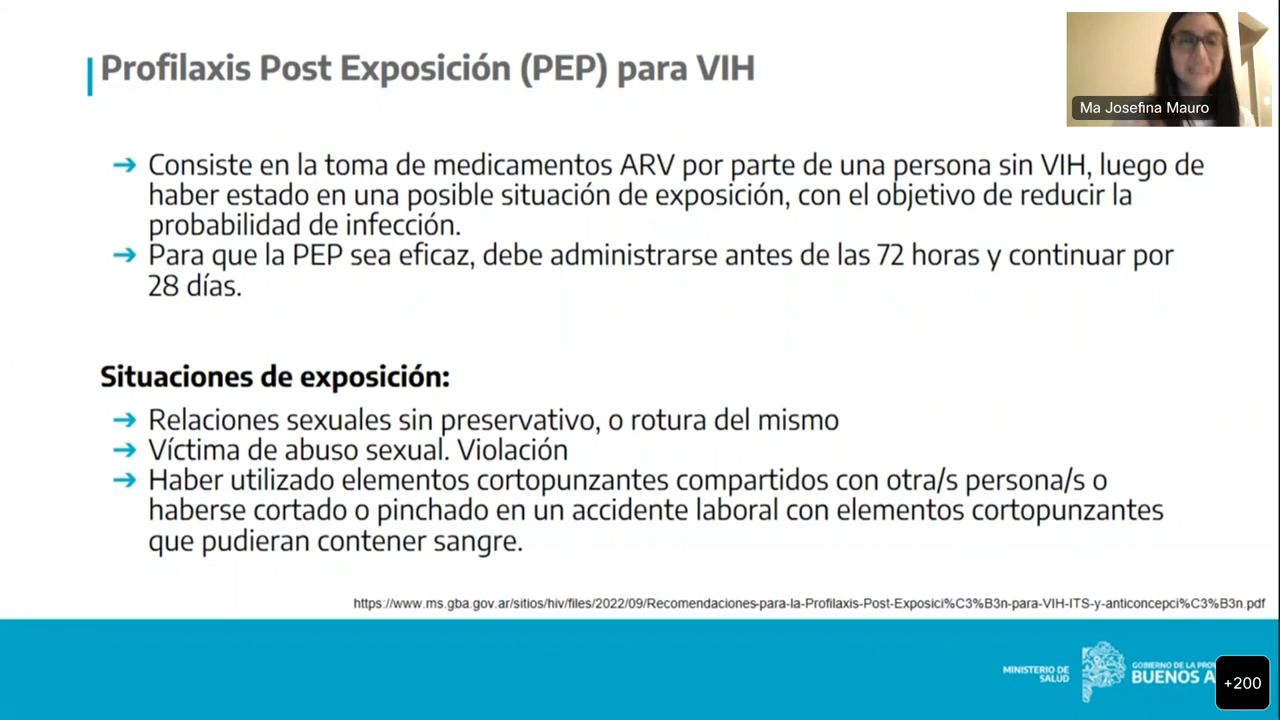 Profilaxis Post Exposición (PEP) para VIH
Ma Josefina Mauro
➔ Consiste en la toma de medicamentos ARV por parte de una persona sin VIH, luego de
haber estado en una posible situación de exposición, con el objetivo de reducir la
probabilidad de infección.
➔ Para que la PEP sea eficaz, debe administrarse antes de las 72 horas y continuar por
28 días.
Situaciones de exposición:
➔ Relaciones sexuales sin preservativo, o rotura del mismo
➔ Víctima de abuso sexual. Violación
➔ Haber utilizado elementos cortopunzantes compartidos con otra/s persona/s o
haberse cortado o pinchado en un accidente laboral con elementos cortopunzantes
que pudieran contener sangre.
https://www.ms.gba.gov.ar/sitios/hiv/files/2022/09/Recomendaciones-para-la-Profilaxis-Post-Exposici%C3%B3n-para-VIH-ITS-y-anticoncepci%C3%B3n.pdf
MINISTERIO DE
SALUD
GOBIERNO DE LA
BUENOS
+200